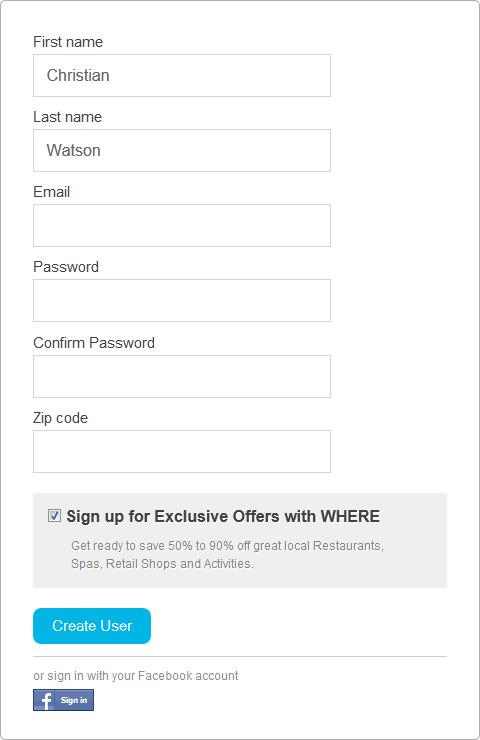 First name
Christian
Last name
Watson
Email
Password
Confirm Password
Zip code
Sign up for Exclusive Offers with WHERE
Get ready to save 50% to 90% off great local Restaurants,
Spas, Retail Shops and Activities.
Create User
or sign in with your Facebook account
f Sign in